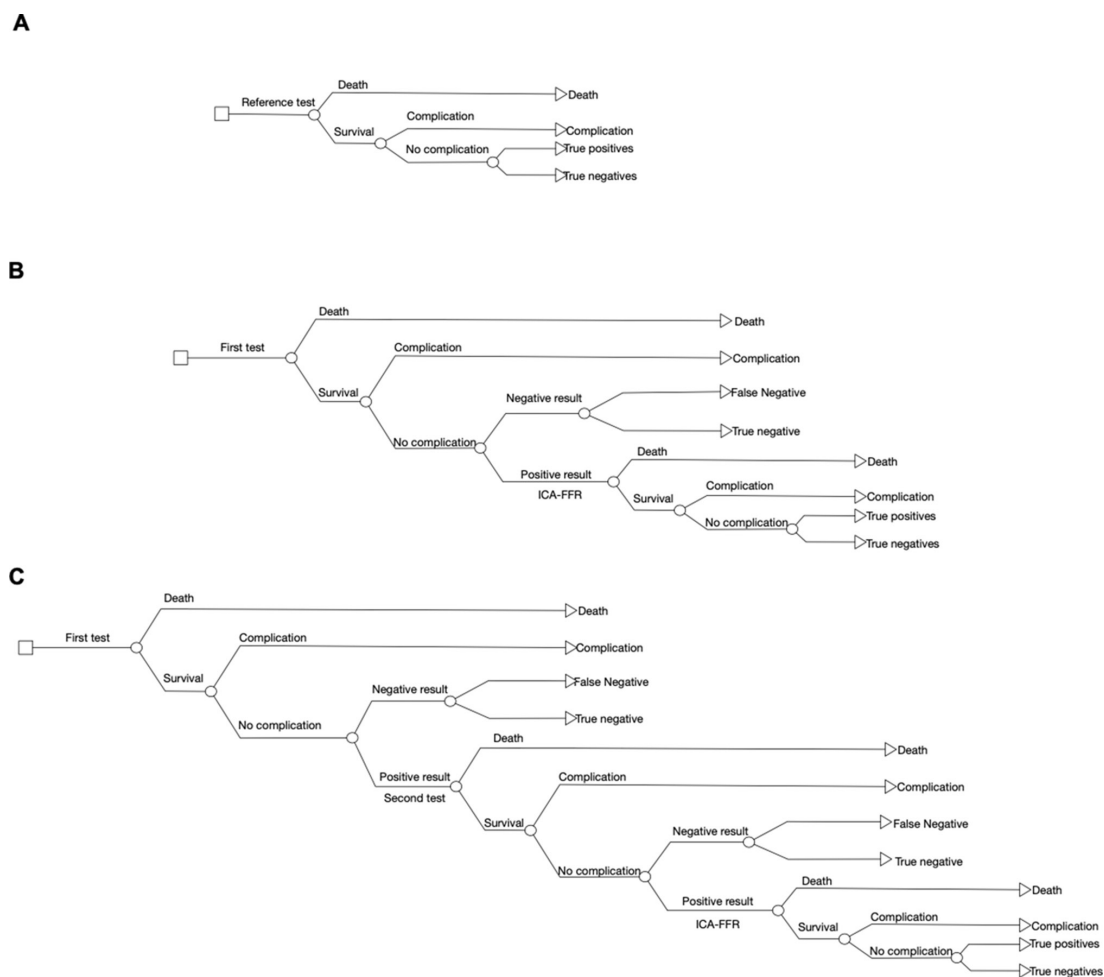 A
Death
Death
Reference test
Complication
Survival
Complication
No complication
True positives
True negatives
B
Death
Death
First test
Complication
Complication
Survival
Negative result
False Negative
True negative
No complication
Death
Death
Positive result
ICA-FFR
Complication
Survival
Complication
True positives
No complication
True negatives
C
Death
Death
First test
Complication
Complication
Survival
False Negative
Negative result
True negative
No complication
Death
Death
Positive result
Second test
Complication
Complication
Survival
False Negative
Negative result
True negative
No complication
Death
Death
Positive result
ICA-FFR
Complication
Survival
Complication
True positives
No complication
True negatives